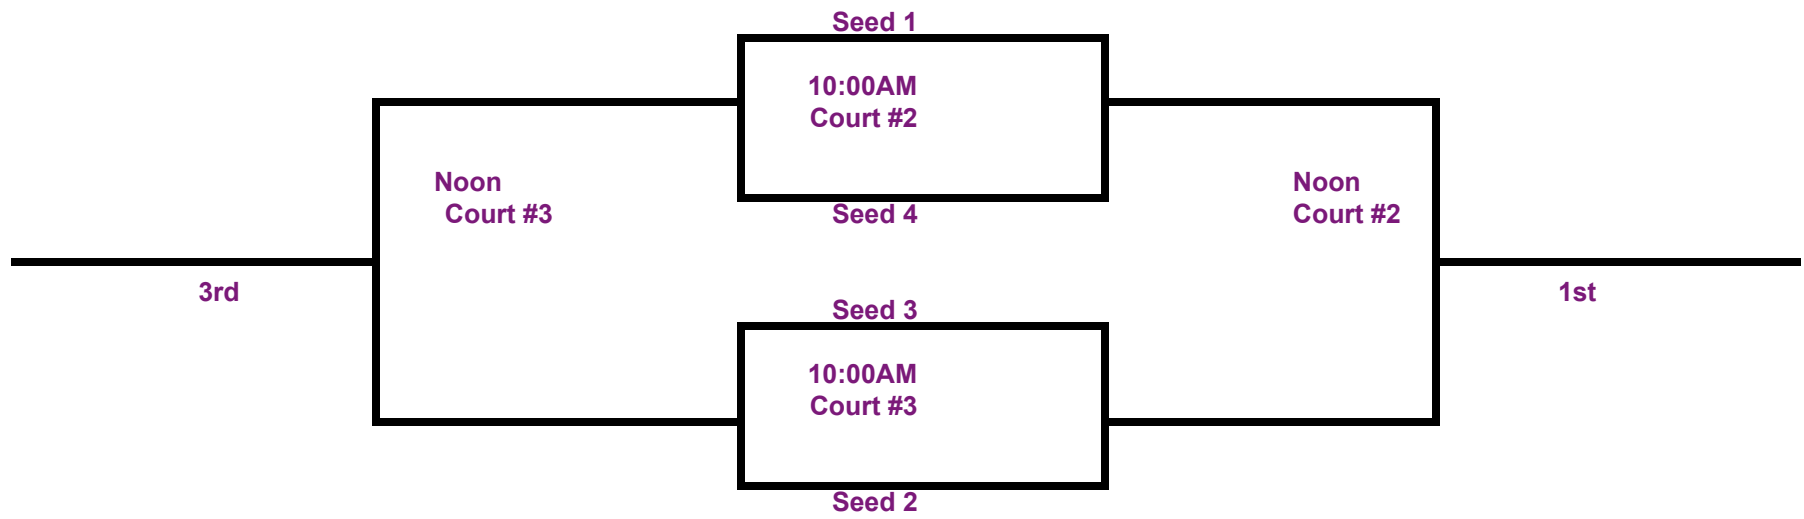 Seed 1
10:00AM
Court #2
Noon
Court #3
Noon
Court #2
Seed 4
3rd
1st
Seed 3
10:00AM
Court #3
Seed 2